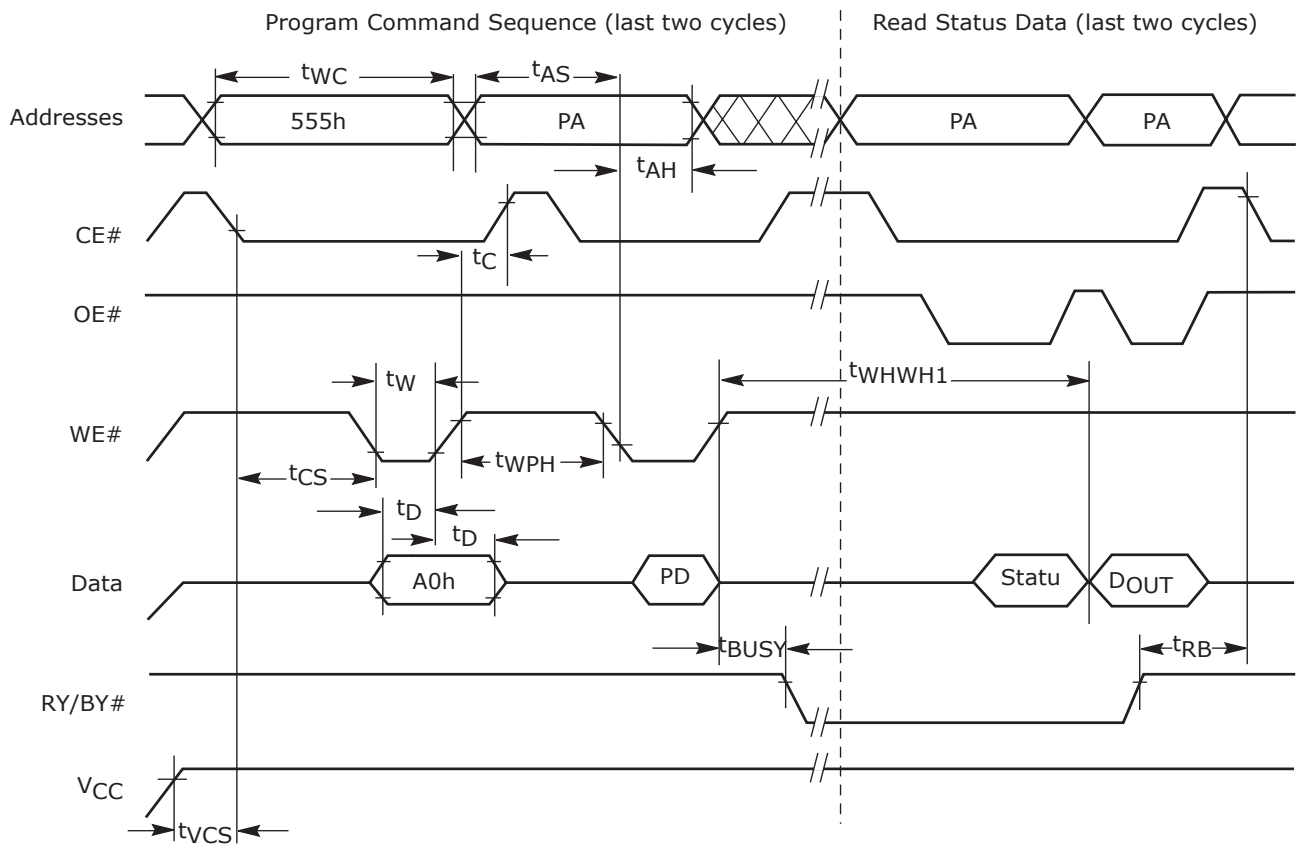 Program Command Sequence (last two cycles)
Read Status Data (last two cycles)
tWC
tAS
Addresses
555h
PA
PA
PA
tAH
CE#
tC
OE#
tW
tWHWH1
WE#
tCS
tWPH
tD
tD
Data
A0h
PD
Statu
DOUT
tBUSY
tRB
RY/BY#
VCC
tVCS